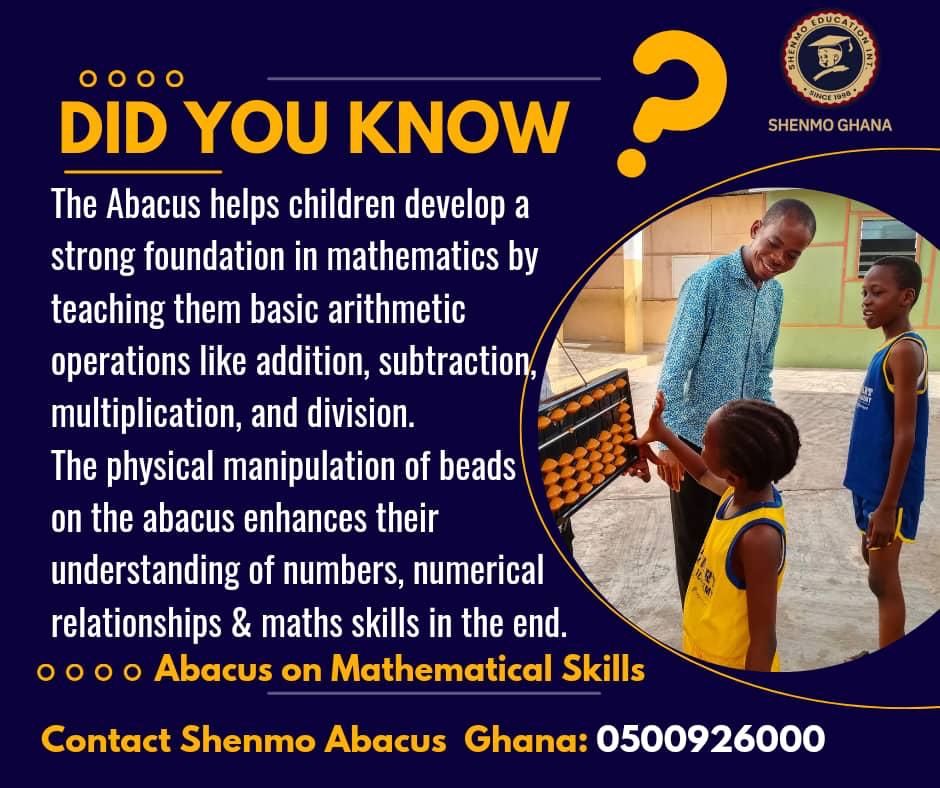 SHENMO EDUCATION INT.
SINCE 1998
SHENMO GHANA
DID YOU KNOW ?
The Abacus helps children develop a
strong foundation in mathematics by
teaching them basic arithmetic
operations like addition, subtraction,
multiplication, and division.
The physical manipulation of beads
on the abacus enhances their
understanding of numbers, numerical
relationships & maths skills in the end.
Abacus on Mathematical Skills
Contact Shenmo Abacus Ghana: 0500926000